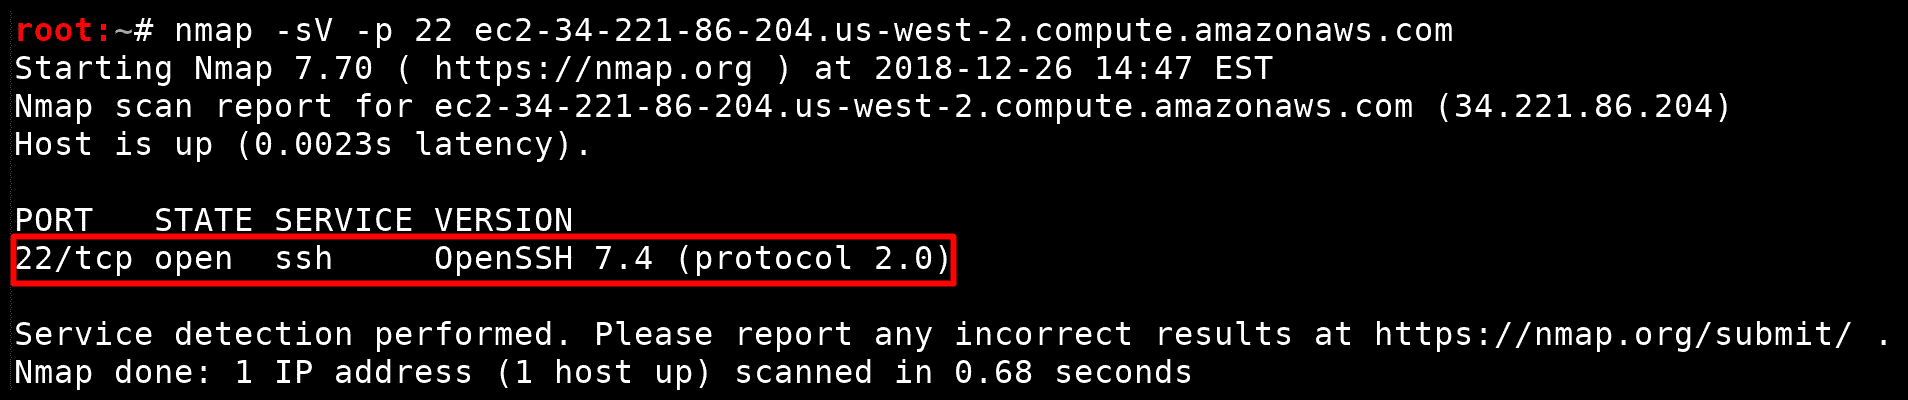 root:~# nmap -sV -p 22 ec2-34-221-86-204.us-west-2.compute.amazonaws.com
Starting Nmap 7.70 ( https://nmap.org ) at 2018-12-26 14:47 EST
Nmap scan report for ec2-34-221-86-204.us-west-2.compute.amazonaws.com (34.221.86.204)
Host is up (0.0023s latency).
PORT   STATE SERVICE VERSION
22/tcp open  ssh     OpenSSH 7.4 (protocol 2.0)
Service detection performed. Please report any incorrect results at https://nmap.org/submit/ .
Nmap done: 1 IP address (1 host up) scanned in 0.68 seconds